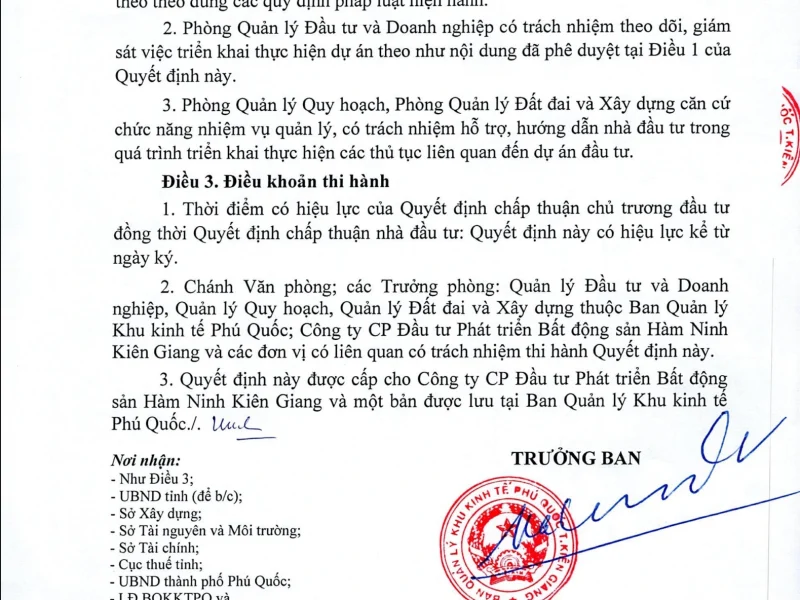 theo theo đúng các quy định pháp luật hiện hành.
2. Phòng Quản lý Đầu tư và Doanh nghiệp có trách nhiệm theo dõi, giám
sát việc triển khai thực hiện dự án theo như nội dung đã phê duyệt tại Điều 1 của
Quyết định này.
3. Phòng Quản lý Quy hoạch, Phòng Quản lý Đất đai và Xây dựng căn cứ
chức năng nhiệm vụ quản lý, có trách nhiệm hỗ trợ, hướng dẫn nhà đầu tư trong
quá trình triển khai thực hiện các thủ tục liên quan đến dự án đầu tư.
Điều 3. Điều khoản thi hành
1. Thời điểm có hiệu lực của Quyết định chấp thuận chủ trương đầu tư
đồng thời Quyết định chấp thuận nhà đầu tư: Quyết định này có hiệu lực kể từ
ngày ký.
2. Chánh Văn phòng; các Trưởng phòng: Quản lý Đầu tư và Doanh
nghiệp, Quản lý Quy hoạch, Quản lý Đất đai và Xây dựng thuộc Ban Quản lý
Khu kinh tế Phú Quốc; Công ty CP Đầu tư Phát triển Bất động sản Hàm Ninh
Kiên Giang và các đơn vị có liên quan có trách nhiệm thi hành Quyết định này.
3. Quyết định này được cấp cho Công ty CP Đầu tư Phát triển Bất động
sản Hàm Ninh Kiên Giang và một bản được lưu tại Ban Quản lý Khu kinh tế
Phú Quốc./.
Nơi nhận:
- Như Điều 3;
- UBND tỉnh (để b/c);
- Sở Xây dựng;
- Sở Tài nguyên và Môi trường;
- Sở Tài chính;
- Cục thuế tỉnh;
- UBND thành phố Phú Quốc;
- LĐ BQKKTPQ và
TRƯỞNG BAN
BAN QUẢN LÝ KHU KINH TẾ PHÚ QUỐC T.KIÊN GIANG
ỐC T.KIÊN